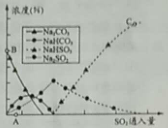 浓度(%)
Na₂CO₃
NaHCO₃
NaHSO₃
Na₂SO₃
B
C
A
SO₂通入量